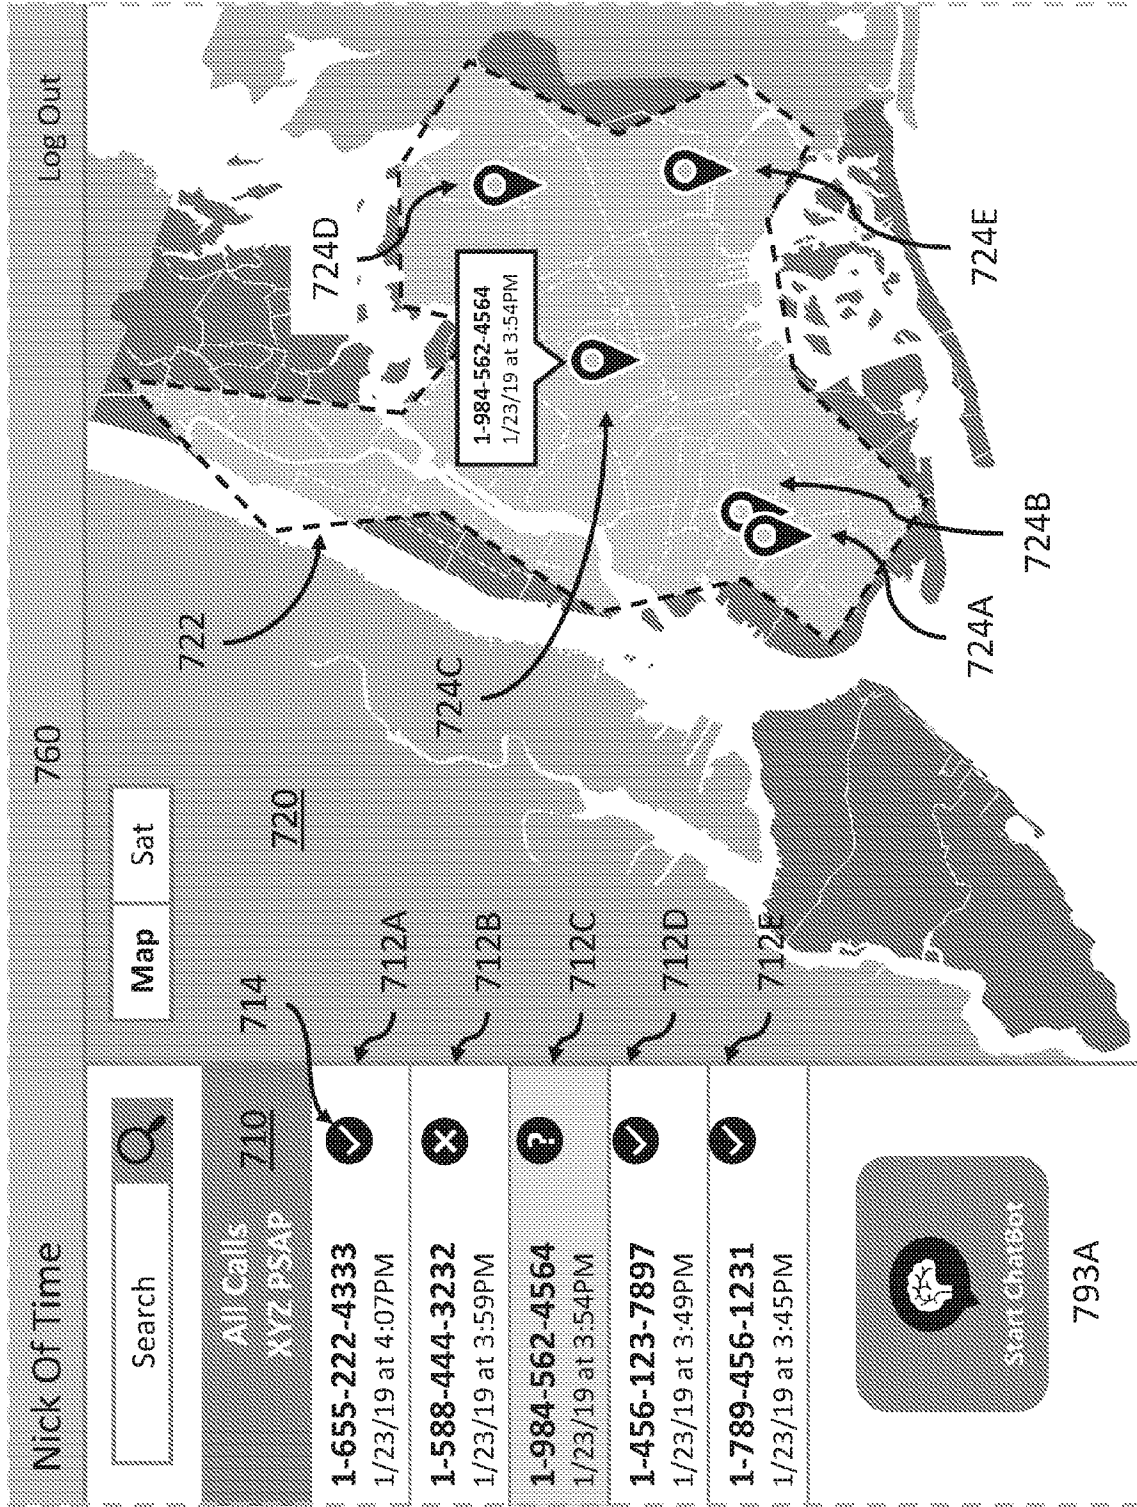 Nick Of Time
760
Log Out
Search
Map
Sat
All Calls
XYZ.PSAP
710
714
1-655-222-4333
1/23/19 at 4:07PM
712A
1-588-444-3232
1/23/19 at 3:59PM
712B
1-984-562-4564
1/23/19 at 3:54PM
712C
1-456-123-7897
1/23/19 at 3:49PM
712D
1-789-456-1231
1/23/19 at 3:45PM
712E
Start ChatBot
793A
720
722
724C
724D
1-984-562-4564
1/23/19 at 3:54PM
724A
724B
724E